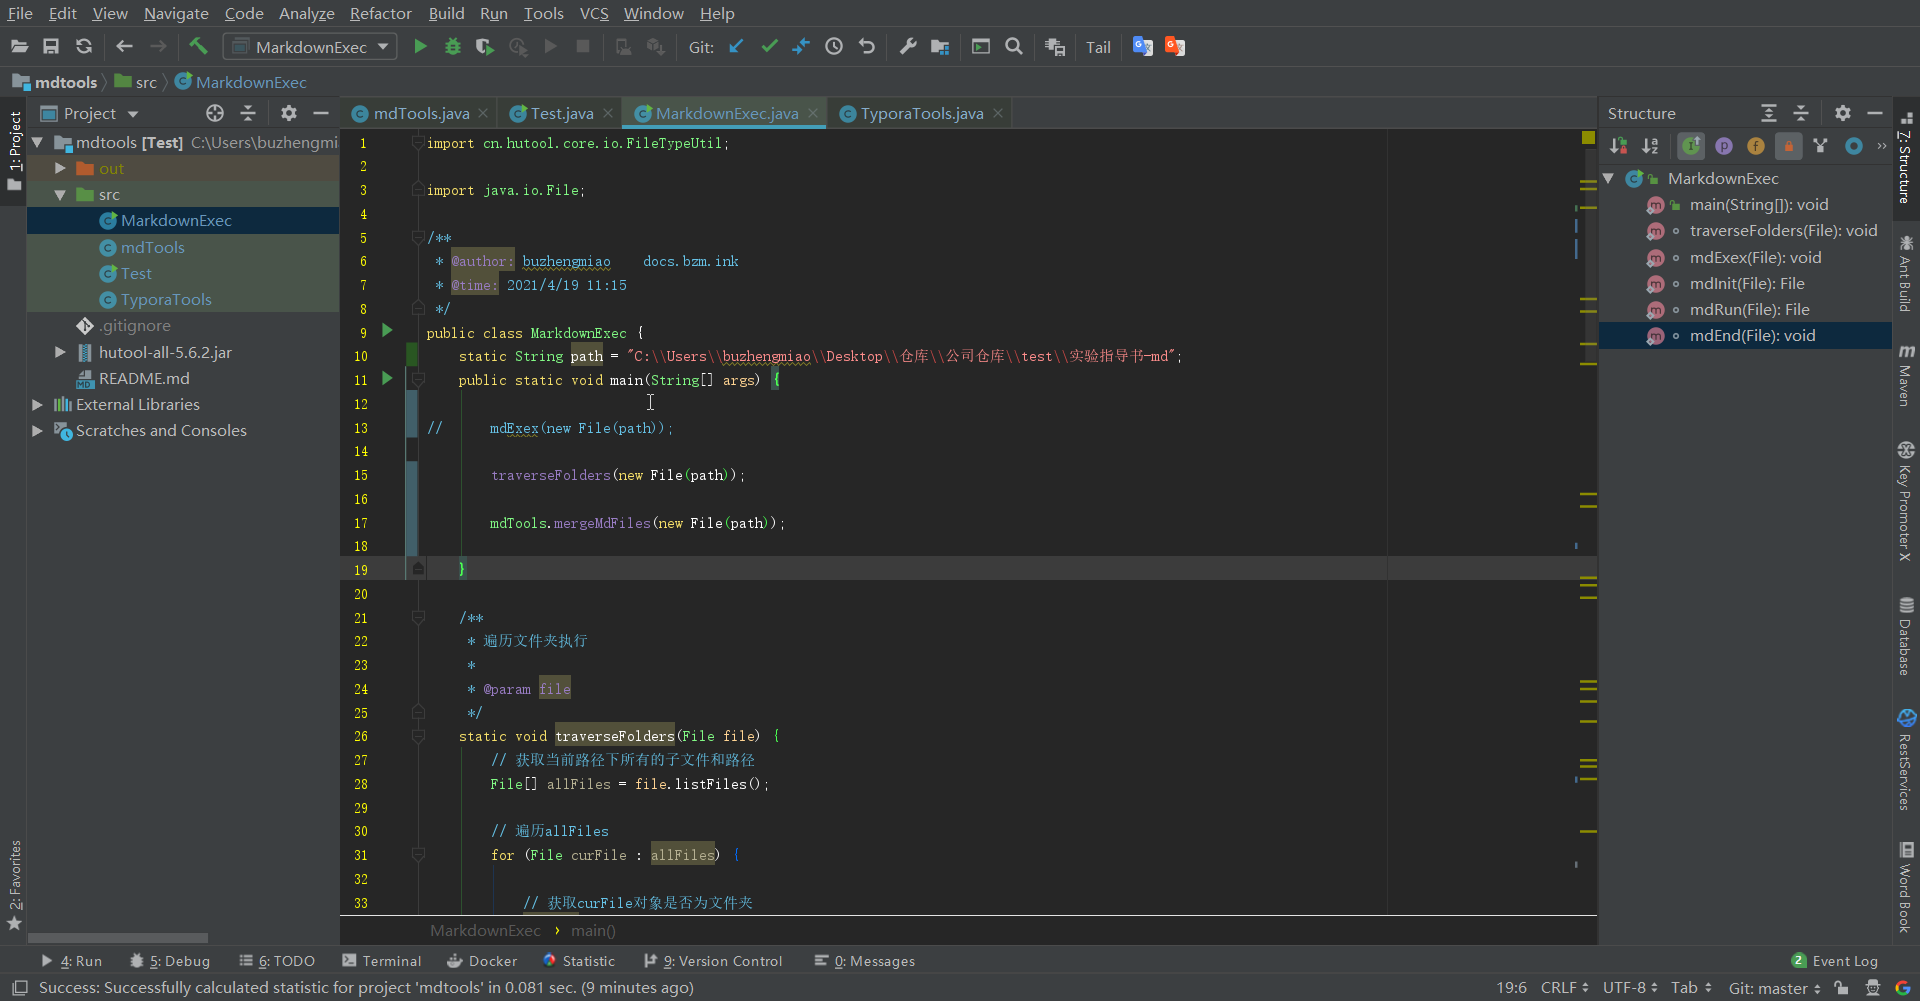 File Edit View Navigate Code Analyze Refactor Build Run Tools VCS Window Help
MarkdownExec Git: Tail
mdtools src MarkdownExec
Project
mdTools.java Test.java MarkdownExec.java TyporaTools.java
Structure
1: Project
2: Favorites
mdtools [Test] C:\Users\buzhengmi
out
src
MarkdownExec
mdTools
Test
TyporaTools
.gitignore
hutool-all-5.6.2.jar
README.md
External Libraries
Scratches and Consoles
1 import cn.hutool.core.io.FileTypeUtil;
2
3 import java.io.File;
4
5 /**
6 * @author: buzhengmiao docs.bzm.ink
7 * @time: 2021/4/19 11:15
8 */
9 public class MarkdownExec {
10 static String path = "C:\\Users\\buzhengmiao\\Desktop\\仓库\\公司仓库\\test\\实验指导书-md";
11 public static void main(String[] args) {
12
13 // mdExex(new File(path));
14
15 traverseFolders(new File(path));
16
17 mdTools.mergeMdFiles(new File(path));
18
19 }
20
21 /**
22 * 遍历文件夹执行
23 *
24 * @param file
25 */
26 static void traverseFolders(File file) {
27 // 获取当前路径下所有的子文件和路径
28 File[] allFiles = file.listFiles();
29
30 // 遍历allFiles
31 for (File curFile : allFiles) {
32
33 // 获取curFile对象是否为文件夹
MarkdownExec › main()
MarkdownExec
main(String[]): void
traverseFolders(File): void
mdExex(File): void
mdInit(File): File
mdRun(File): File
mdEnd(File): void
7: Structure
Ant Build
Maven
Key Promoter X
Database
RestServices
Word Book
4: Run 5: Debug 6: TODO Terminal Docker Statistic 9: Version Control 0: Messages 2 Event Log
Success: Successfully calculated statistic for project 'mdtools' in 0.081 sec. (9 minutes ago) 19:6 CRLF UTF-8 Tab Git: master